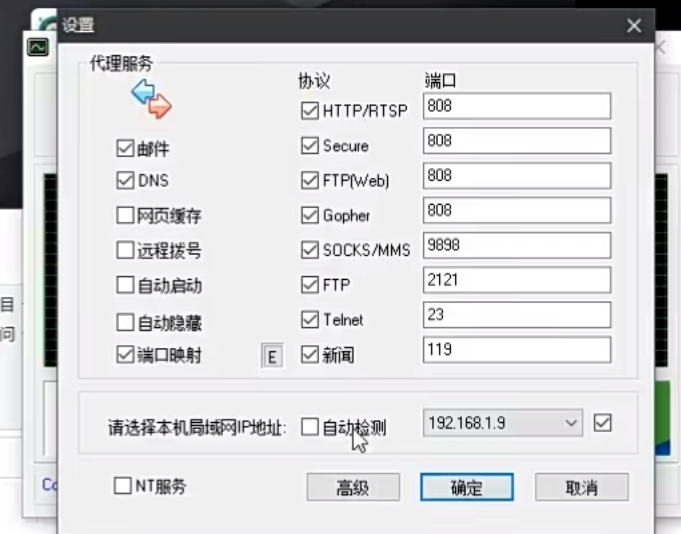 设置
代理服务
协议 端口
HTTP/RTSP 808
邮件 Secure 808
DNS FTP(Web) 808
网页缓存 Gopher 808
远程拨号 SOCKS/MMS 9898
自动启动 FTP 2121
自动隐藏 Telnet 23
端口映射 E 新闻 119
请选择本机局域网IP地址: 自动检测 192.168.1.9
NT服务 高级 确定 取消
目
问
Co